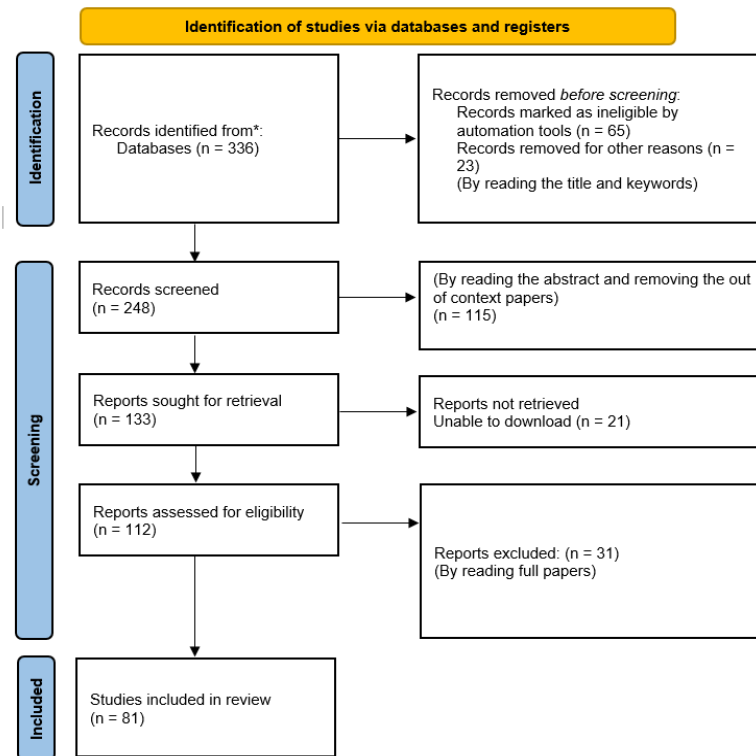 Identification of studies via databases and registers
Identification
Records identified from*:
Databases (n = 336)
Records removed before screening:
Records marked as ineligible by
automation tools (n = 65)
Records removed for other reasons (n =
23)
(By reading the title and keywords)
Screening
Records screened
(n = 248)
(By reading the abstract and removing the out
of context papers)
(n = 115)
Reports sought for retrieval
(n = 133)
Reports not retrieved
Unable to download (n = 21)
Reports assessed for eligibility
(n = 112)
Reports excluded: (n = 31)
(By reading full papers)
Included
Studies included in review
(n = 81)